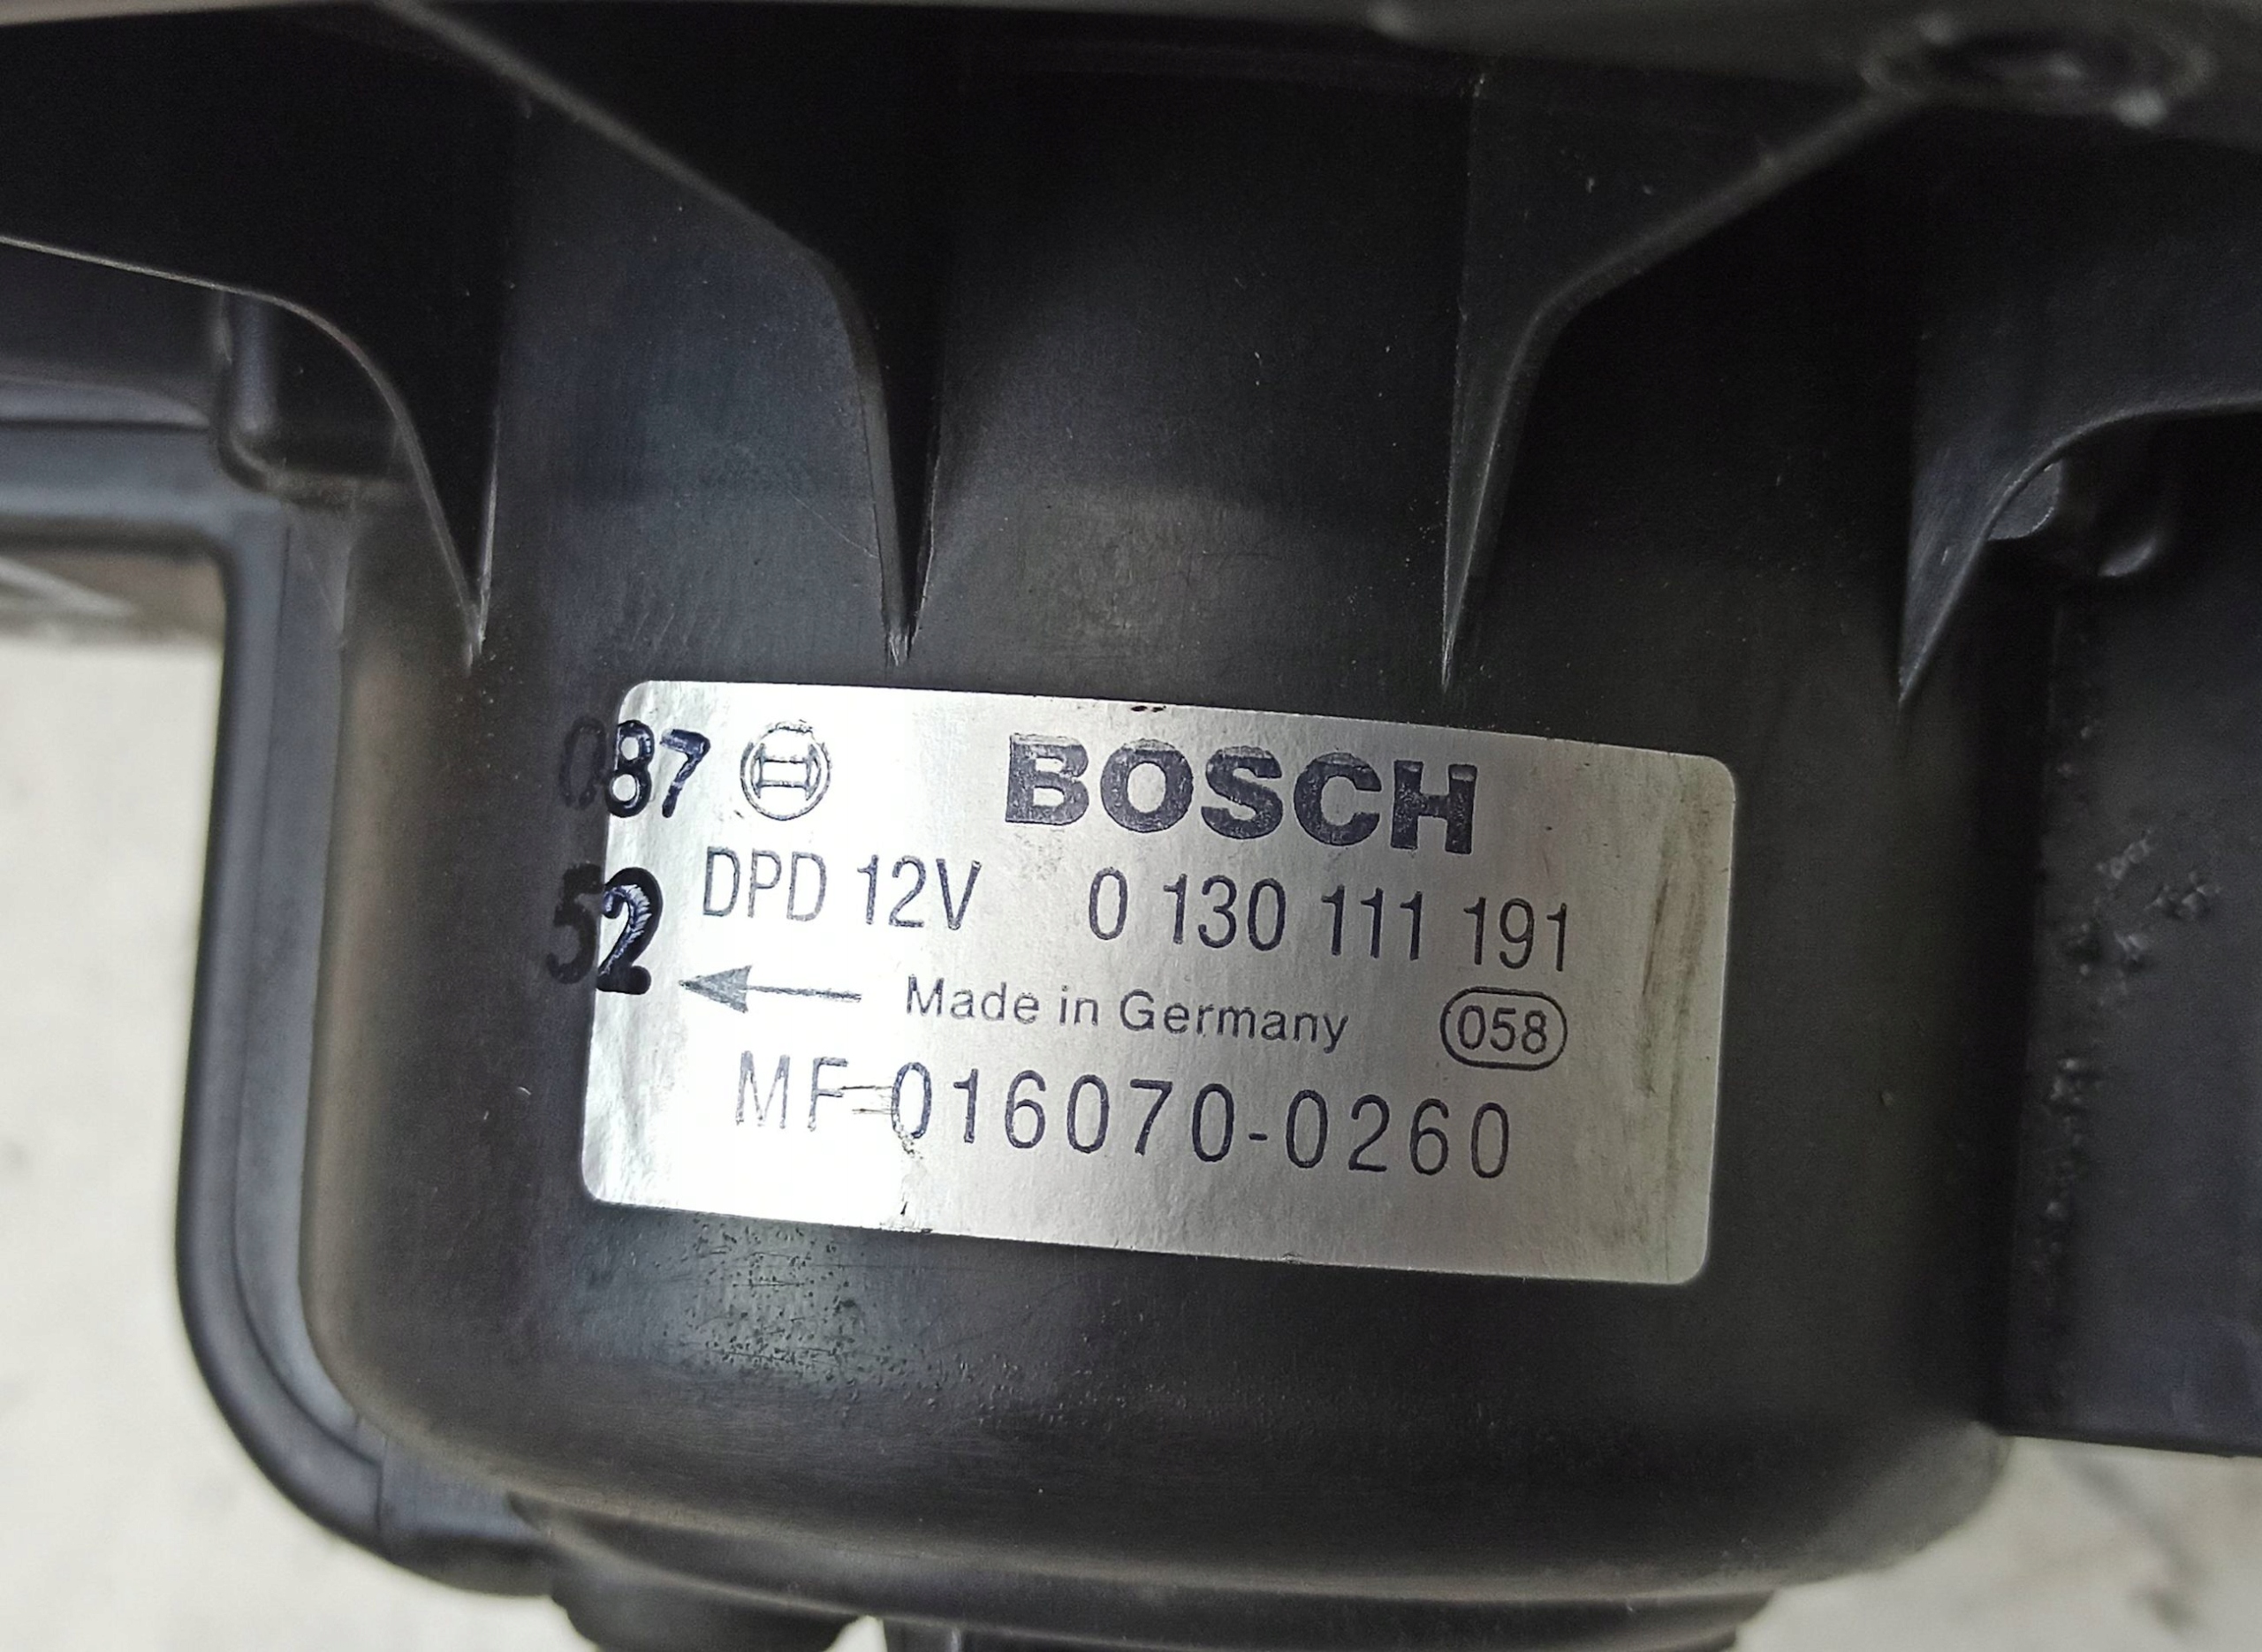 087 BOSCH
52 DPD 12V 0 130 111 191
Made in Germany 058
MF-016070-0260